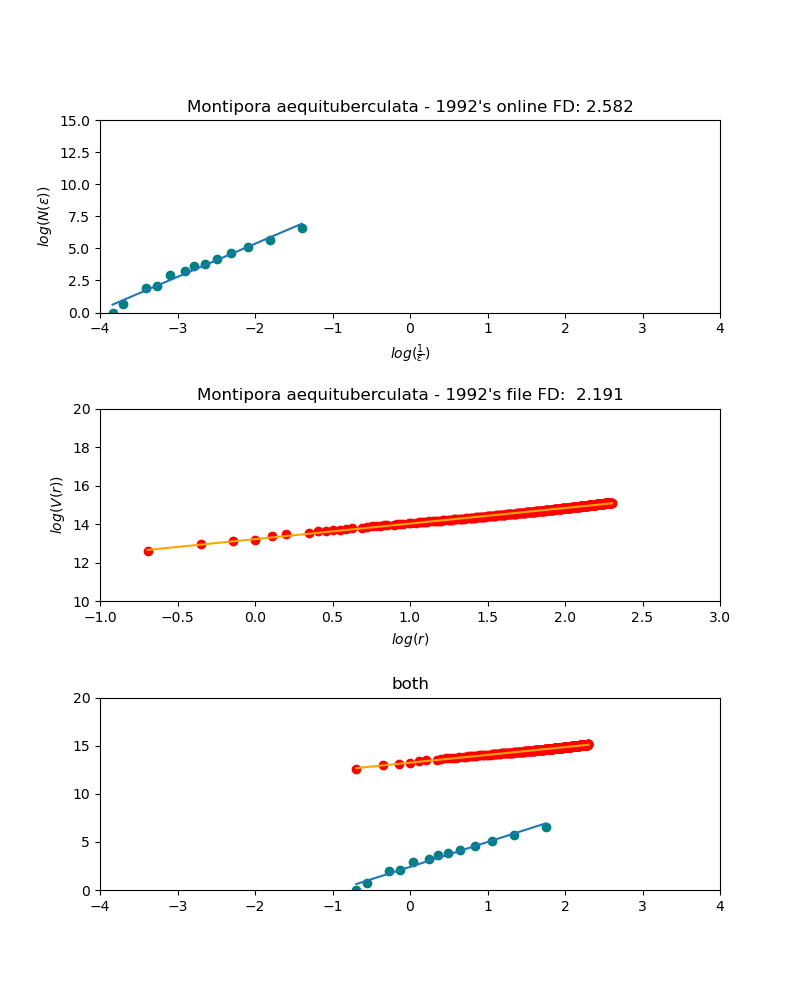 Montipora aequituberculata - 1992's online FD: 2.582
15.0
12.5
10.0
7.5
5.0
2.5
0.0
log(N(ε))
−4 −3 −2 −1 0 1 2 3 4
log(1/ε)
Montipora aequituberculata - 1992's file FD:  2.191
20
18
16
14
12
10
log(V(r))
−1.0 −0.5 0.0 0.5 1.0 1.5 2.0 2.5 3.0
log(r)
both
20
15
10
5
0
−4 −3 −2 −1 0 1 2 3 4